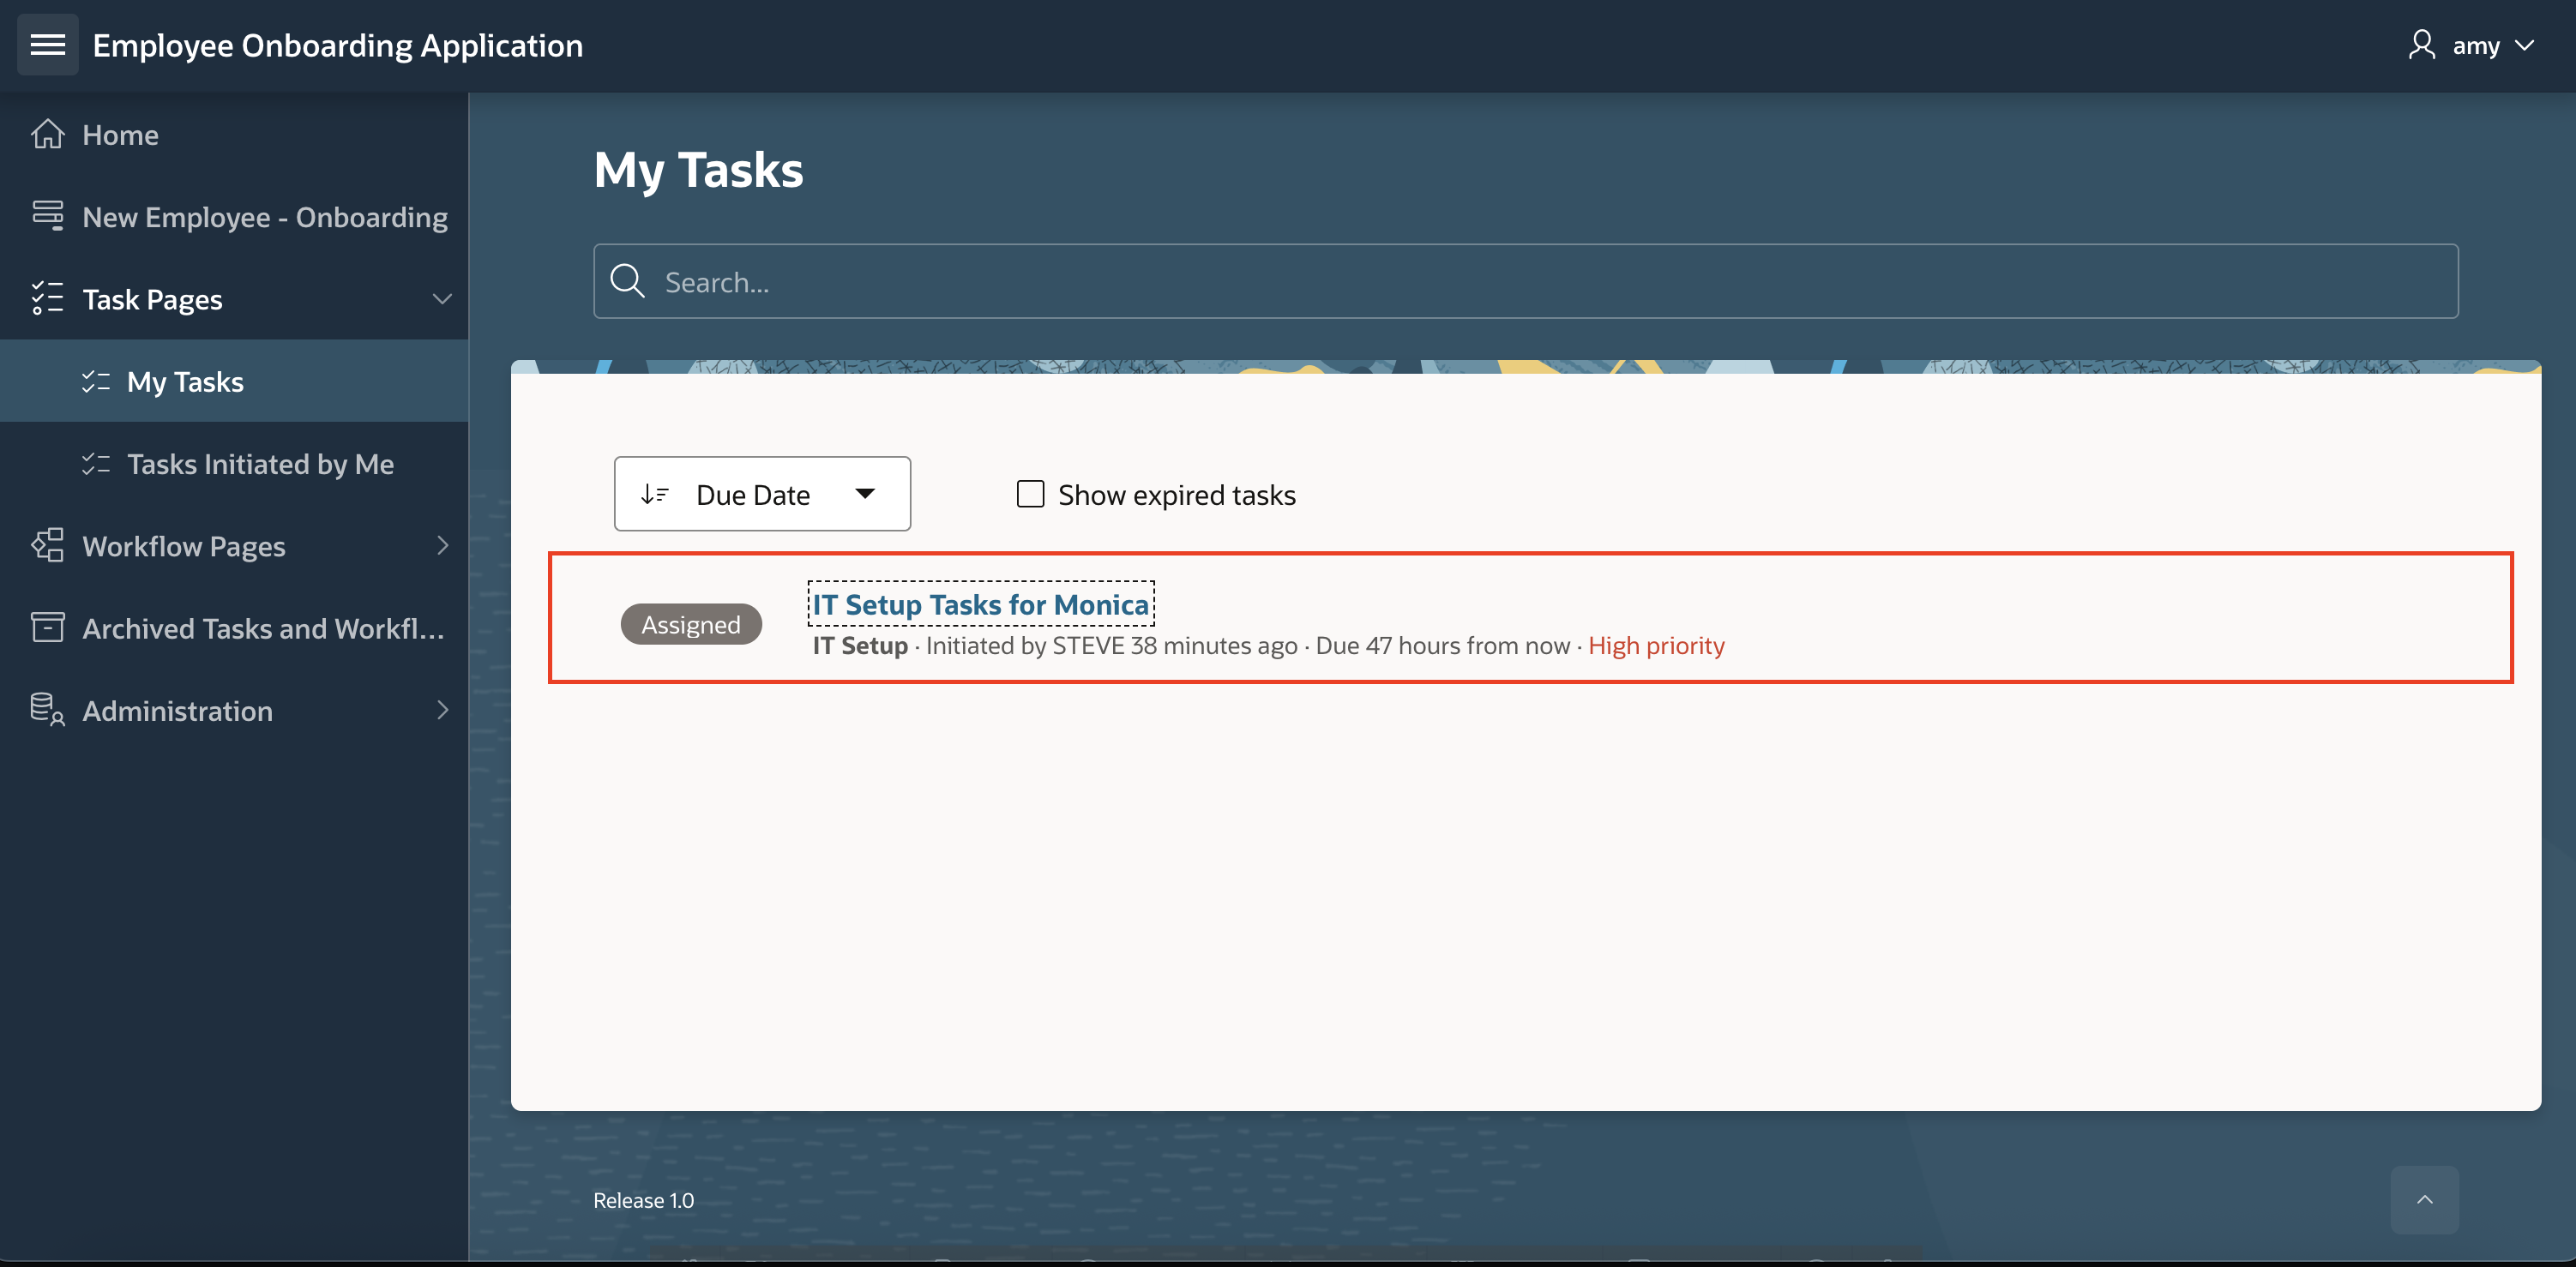 Employee Onboarding Application
amy
Home
New Employee - Onboarding
Task Pages
My Tasks
Tasks Initiated by Me
Workflow Pages
Archived Tasks and Workfl...
Administration
My Tasks
Search...
Due Date
Show expired tasks
Assigned
IT Setup Tasks for Monica
IT Setup · Initiated by STEVE 38 minutes ago · Due 47 hours from now · High priority
Release 1.0